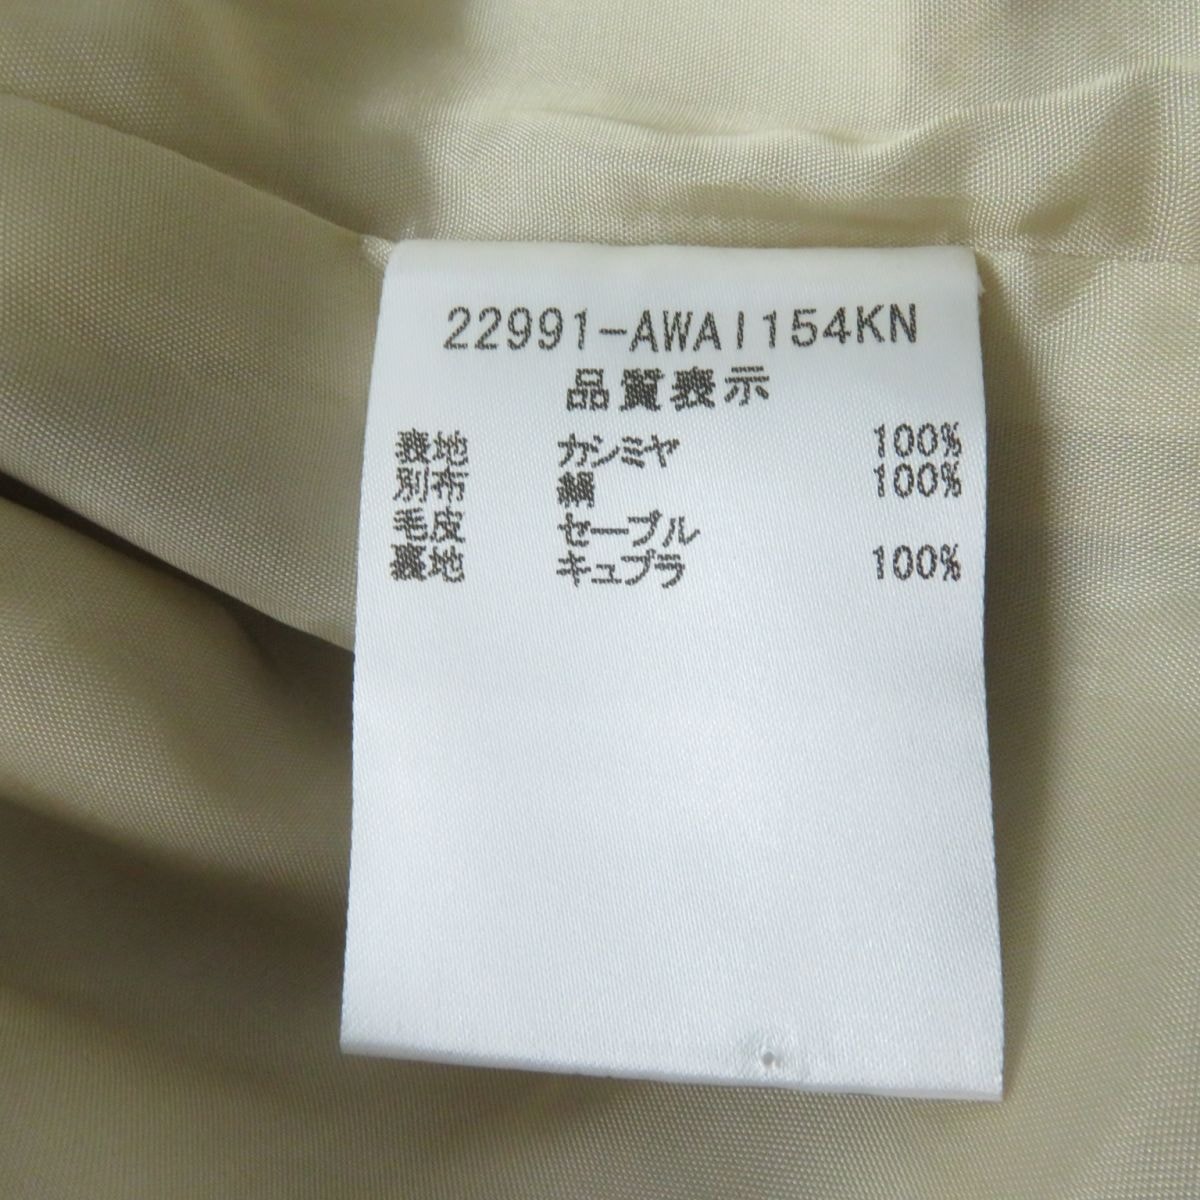 22991-AWAI154KN
品質表示
表地 カシミヤ 100%
別布 絹 100%
毛皮 セーブル
裏地 キュプラ 100%